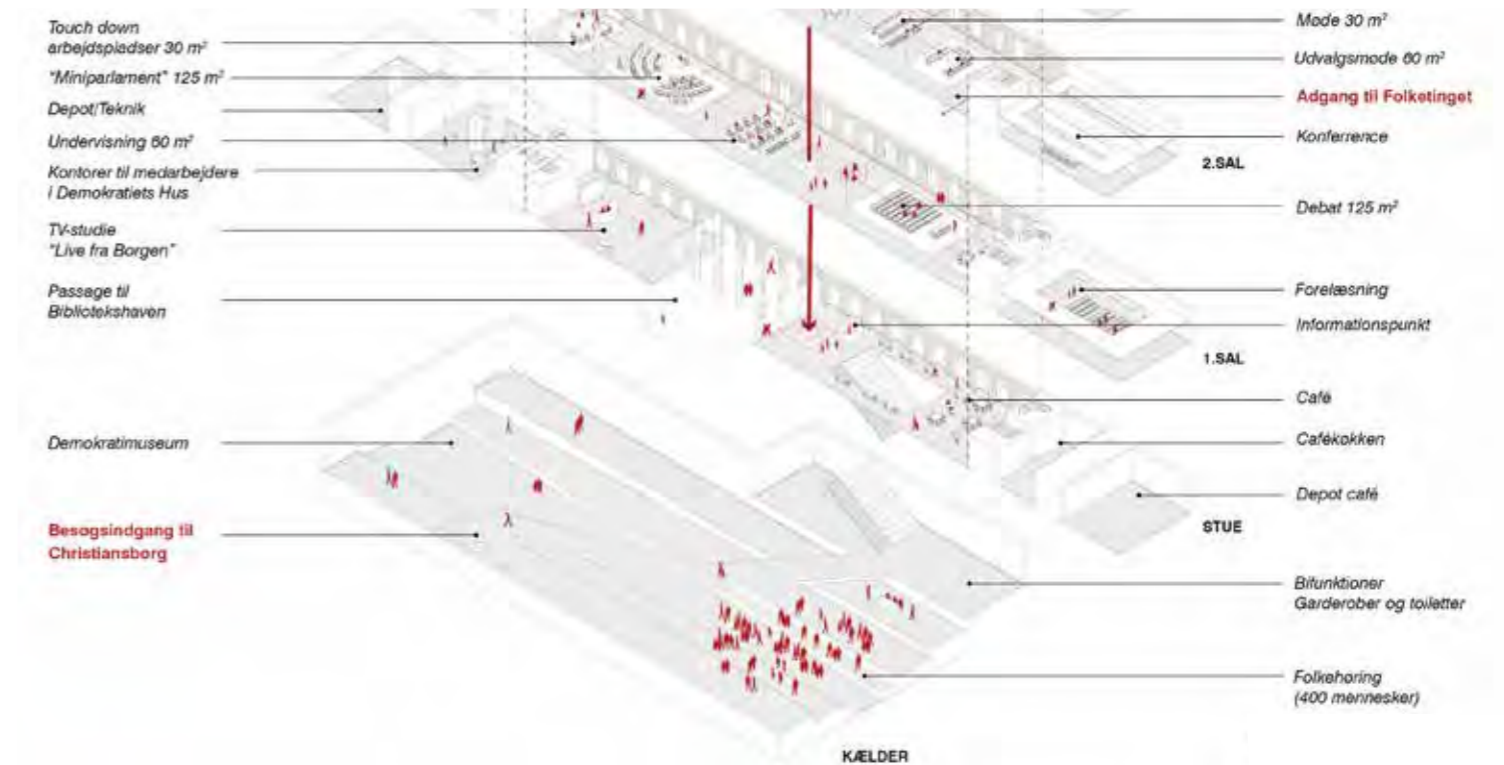 Touch down
arbejdspladser 30 m²
"Miniparlament" 125 m²
Depot/Teknik
Undervisning 60 m²
Kontorer til medarbejdere
i Demokratiets Hus
TV-studie
"Live fra Borgen"
Passage til
Bibliotekshaven
Demokratimuseum
Besøgsindgang til
Christiansborg
Møde 30 m²
Udvalgsmøde 60 m²
Adgang til Folketinget
Konferrence
2.SAL
Debat 125 m²
Forelæsning
Informationspunkt
1.SAL
Café
Cafékøkken
Depot café
STUE
Bifunktioner
Garderober og toiletter
Folkehøring
(400 mennesker)
KÆLDER